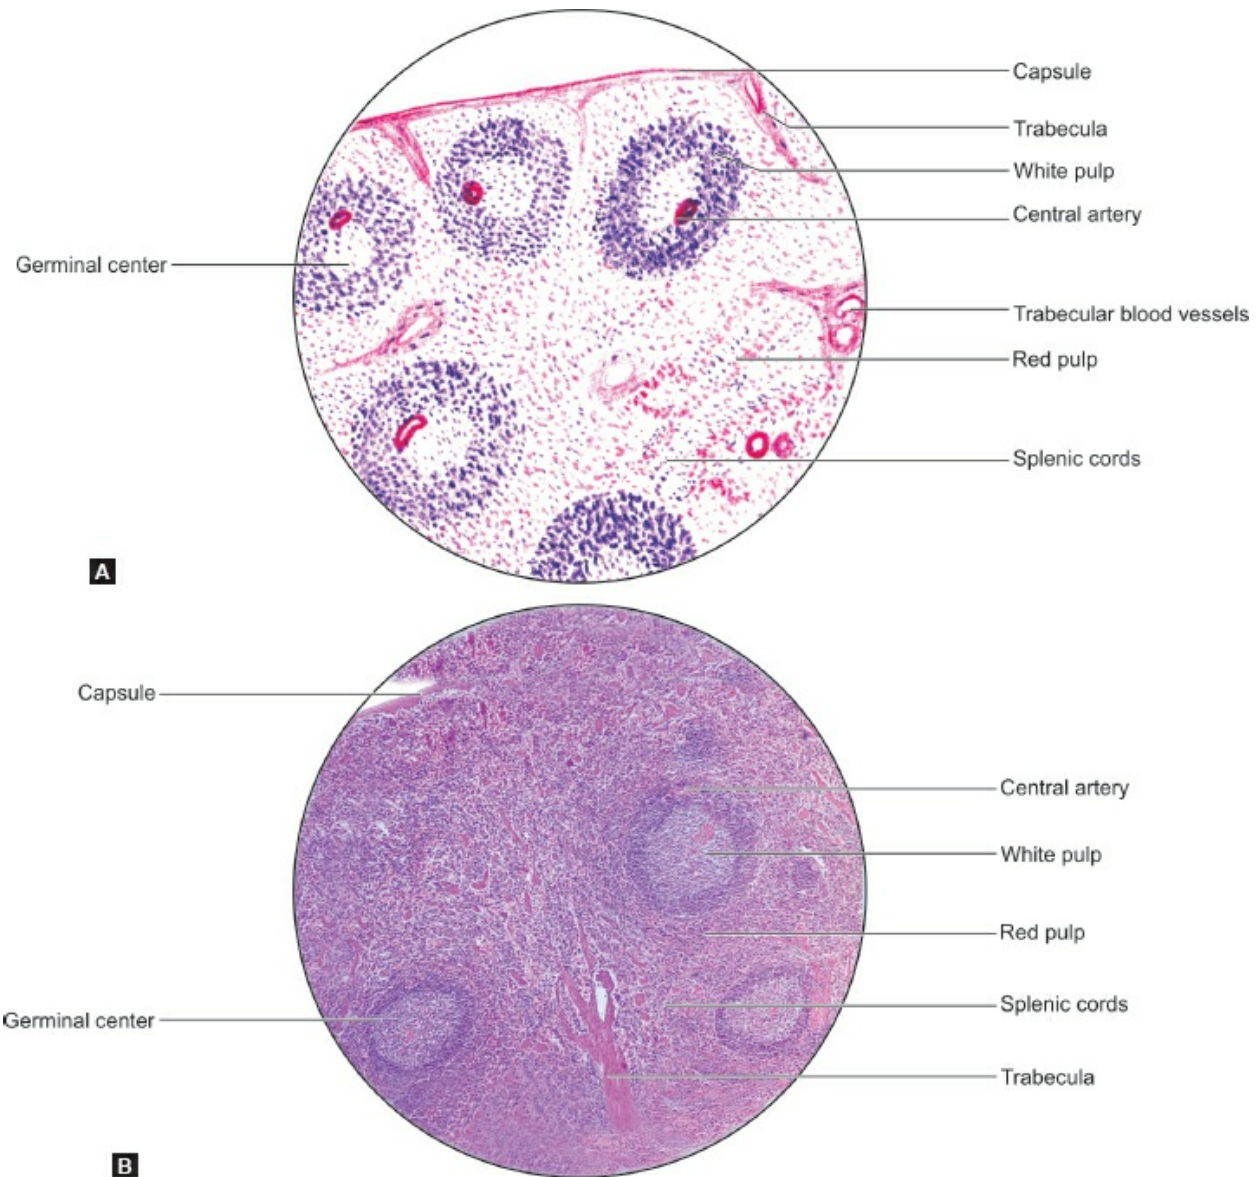 Capsule
Trabecula
White pulp
Central artery
Germinal center
Trabecular blood vessels
Red pulp
Splenic cords
A
Capsule
Central artery
White pulp
Red pulp
Splenic cords
Germinal center
Trabecula
B